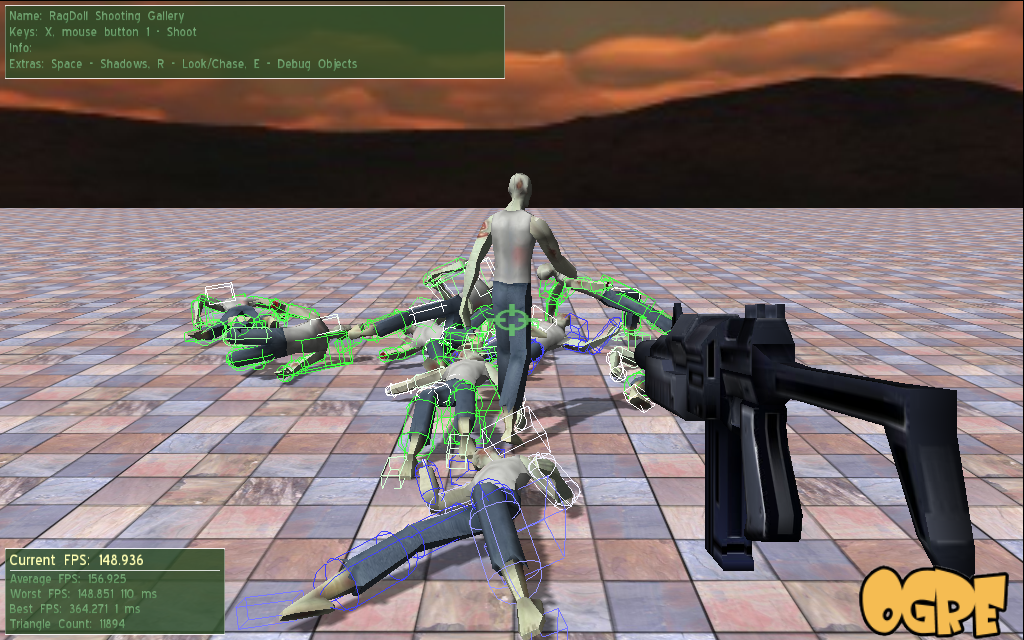 Name: RagDoll Shooting Gallery
Keys: X, mouse button 1 - Shoot
Info:
Extras: Space - Shadows, R - Look/Chase, E - Debug Objects
Current FPS: 148.936
Average FPS: 156.925
Worst FPS: 148.851 110 ms
Best FPS: 364.271 1 ms
Triangle Count: 11894
OGRE